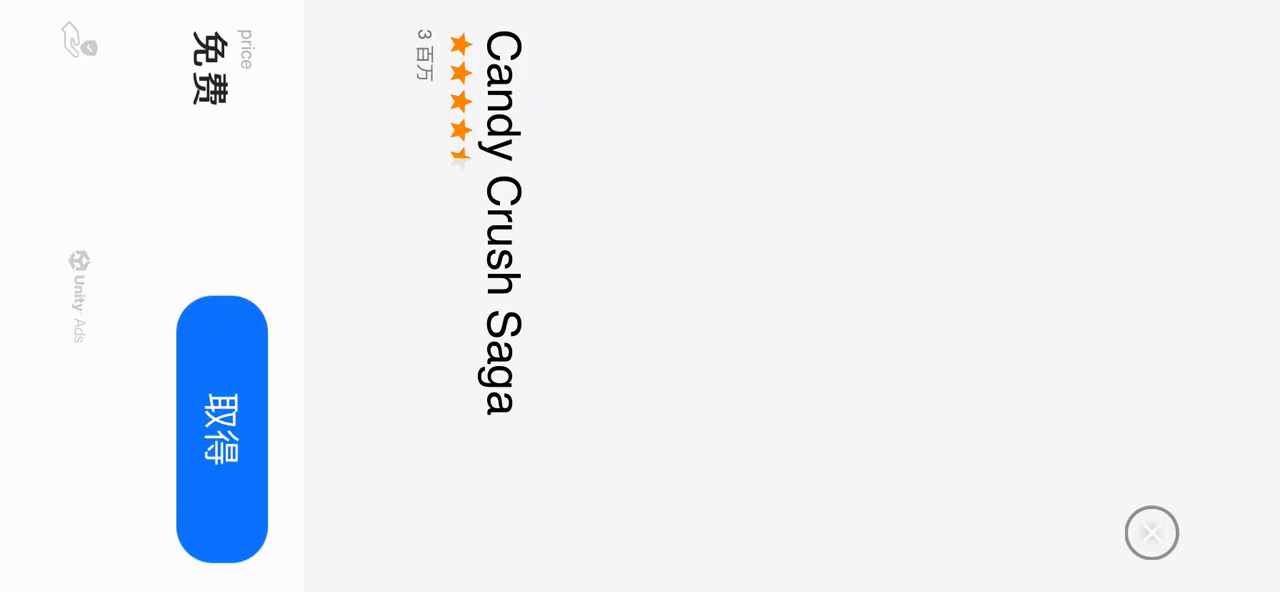 Candy Crush Saga
3 百万
price
免费
取得
Unity Ads